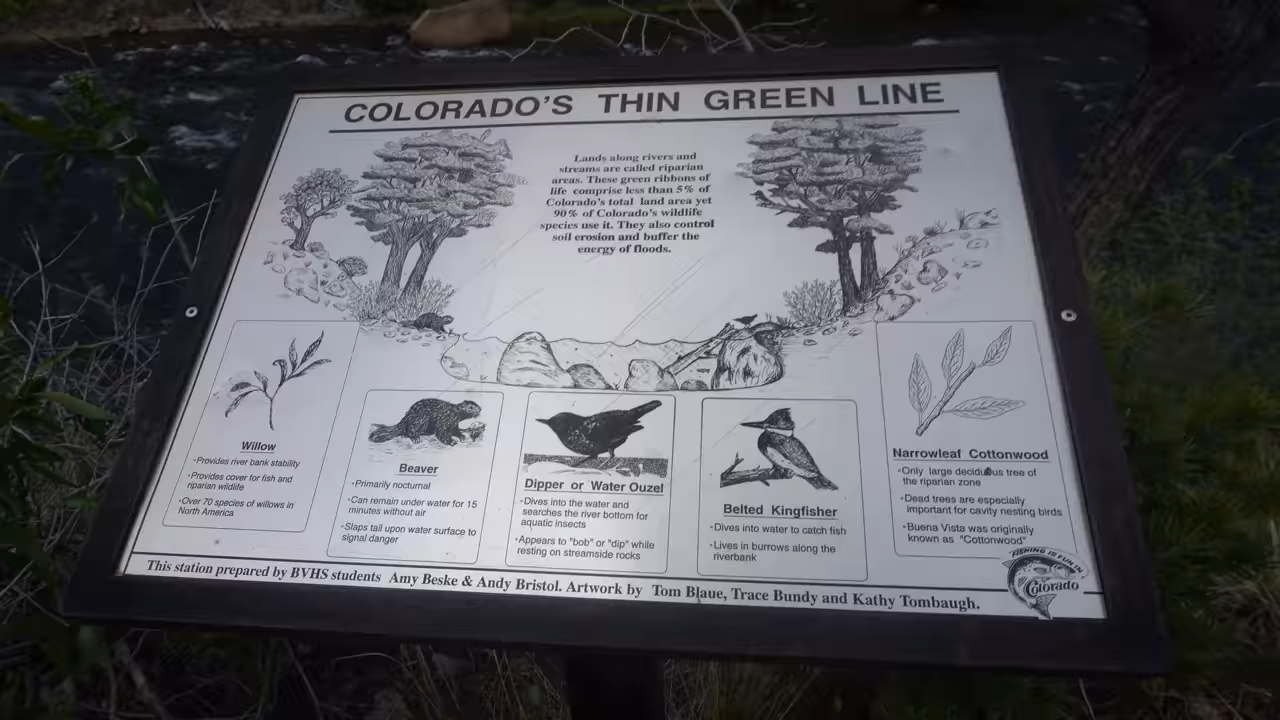 COLORADO'S THIN GREEN LINE
Lands along rivers and
streams are called riparian
areas. These green ribbons of
life comprise less than 5% of
Colorado's total land area yet
90% of Colorado's wildlife
species use it. They also control
soil erosion and buffer the
energy of floods.
Willow
•Provides river bank stability
•Provides cover for fish and
riparian wildlife
•Over 70 species of willows in
North America
Beaver
•Primarily nocturnal
•Can remain under water for 15
minutes without air
•Slaps tail upon water surface to
signal danger
Dipper or Water Ouzel
•Dives into the water and
searches the river bottom for
aquatic insects
•Appears to "bob" or "dip" while
resting on streamside rocks
Belted Kingfisher
•Dives into water to catch fish
•Lives in burrows along the
riverbank
Narrowleaf Cottonwood
•Only large deciduous tree of
the riparian zone
•Dead trees are especially
important for cavity nesting birds
•Buena Vista was originally
known as "Cottonwood"
This station prepared by BVHS students Amy Beske & Andy Bristol. Artwork by Tom Blaue, Trace Bundy and Kathy Tombaugh.
FISHING IS FUN IN
Colorado